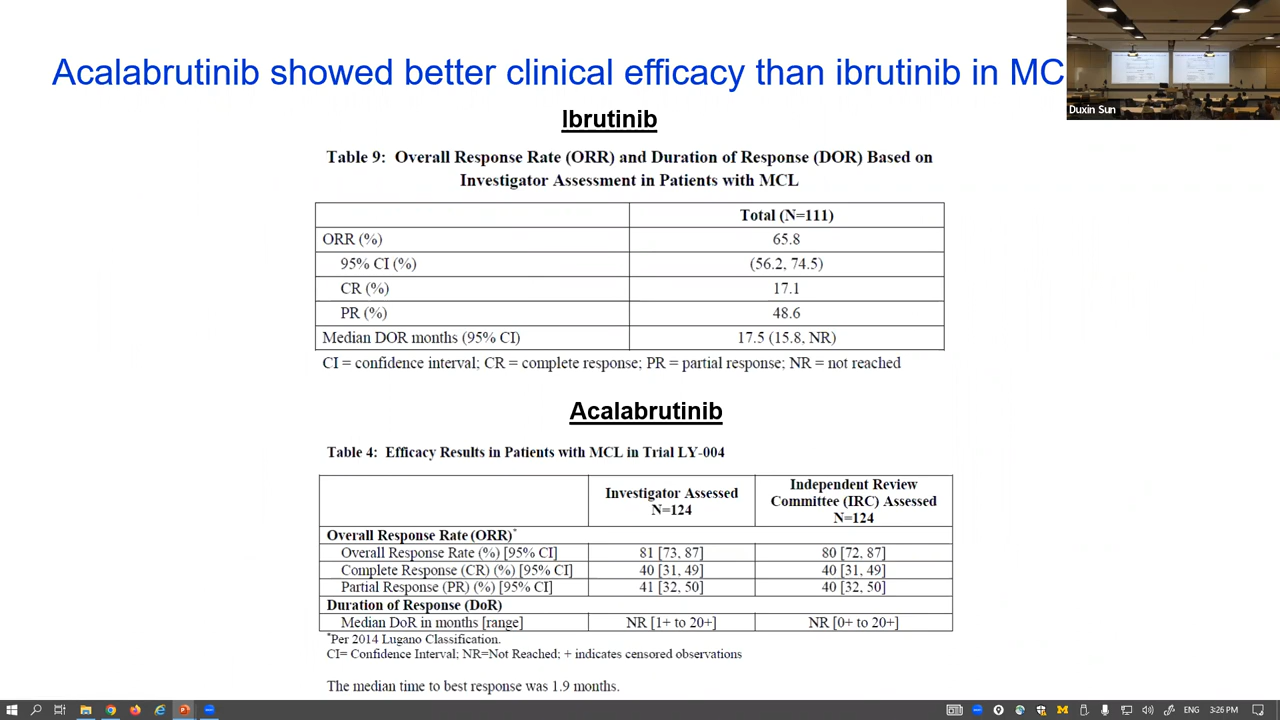 Acalabrutinib showed better clinical efficacy than ibrutinib in MC
Duxin Sun
Ibrutinib
Table 9: Overall Response Rate (ORR) and Duration of Response (DOR) Based on
Investigator Assessment in Patients with MCL
Total (N=111)
ORR (%) 65.8
95% CI (%) (56.2, 74.5)
CR (%) 17.1
PR (%) 48.6
Median DOR months (95% CI) 17.5 (15.8, NR)
CI = confidence interval; CR = complete response; PR = partial response; NR = not reached
Acalabrutinib
Table 4: Efficacy Results in Patients with MCL in Trial LY-004
Investigator Assessed
N=124
Independent Review
Committee (IRC) Assessed
N=124
Overall Response Rate (ORR)*
Overall Response Rate (%) [95% CI] 81 [73, 87] 80 [72, 87]
Complete Response (CR) (%) [95% CI] 40 [31, 49] 40 [31, 49]
Partial Response (PR) (%) [95% CI] 41 [32, 50] 40 [32, 50]
Duration of Response (DoR)
Median DoR in months [range] NR [1+ to 20+] NR [0+ to 20+]
*Per 2014 Lugano Classification.
CI= Confidence Interval; NR=Not Reached; + indicates censored observations
The median time to best response was 1.9 months.
ENG 3:26 PM